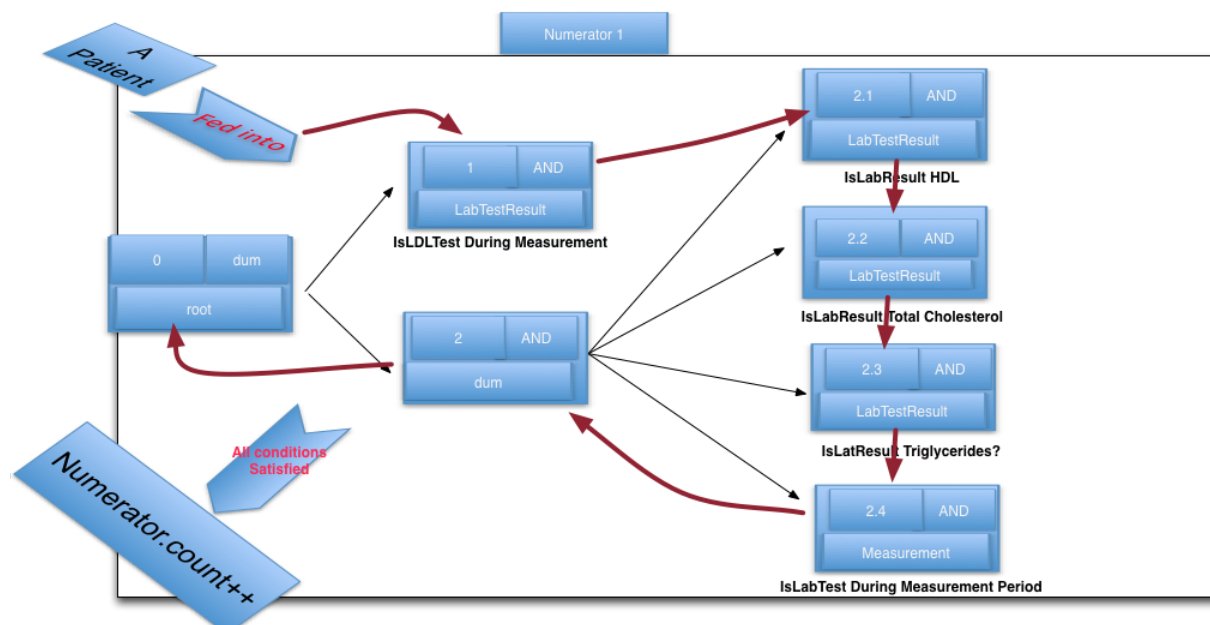 Numerator 1
A
Patient
Fed into
1
AND
LabTestResult
IsLDLTest During Measurement
0
dum
root
2
AND
dum
2.1
AND
LabTestResult
IsLabResult HDL
2.2
AND
LabTestResult
IsLabResult Total Cholesterol
2.3
AND
LabTestResult
IsLatResult Triglycerides?
2.4
AND
Measurement
IsLabTest During Measurement Period
All conditions
Satisfied
Numerator.count++